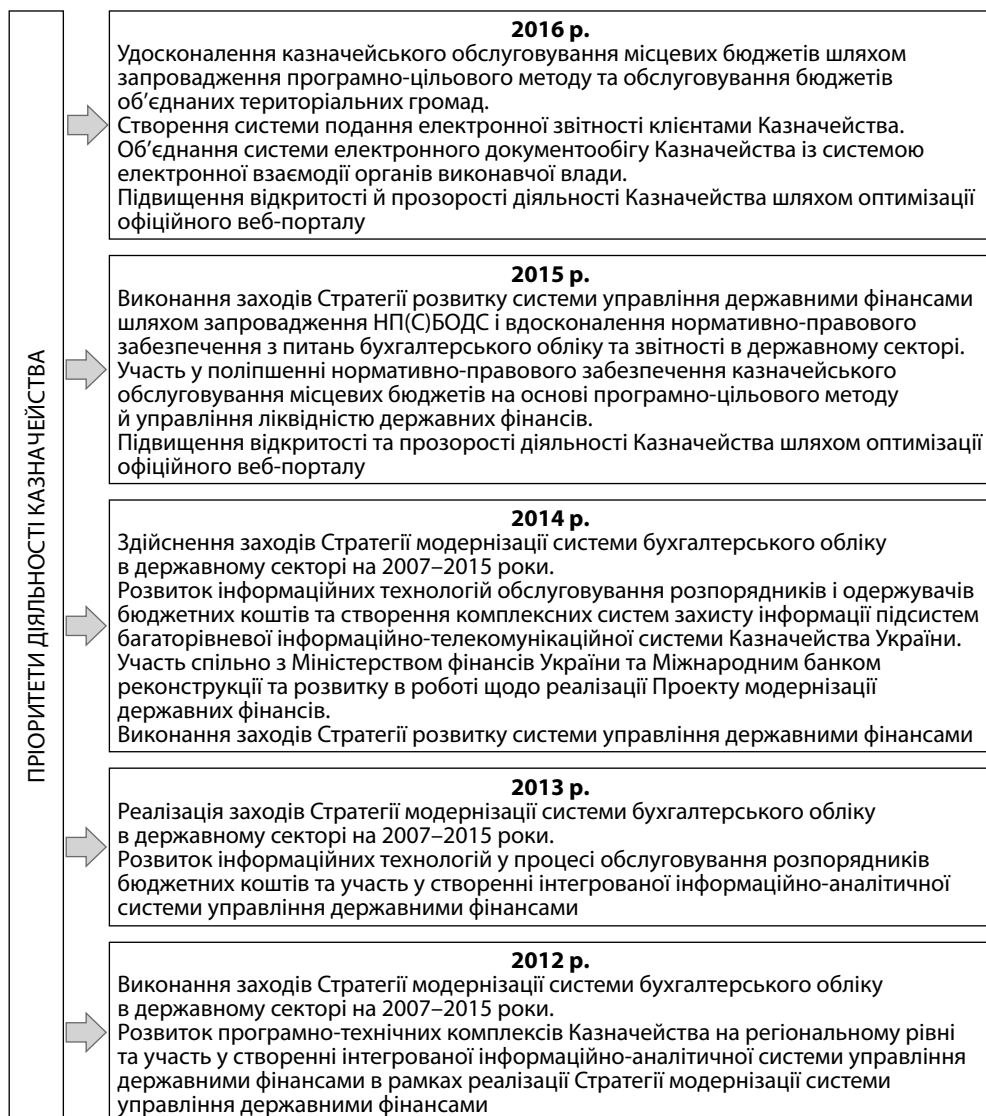 ПРІОРИТЕТИ ДІЯЛЬНОСТІ КАЗНАЧЕЙСТВА
2016 р.
Удосконалення казначейського обслуговування місцевих бюджетів шляхом
запровадження програмно-цільового методу та обслуговування бюджетів
об’єднаних територіальних громад.
Створення системи подання електронної звітності клієнтами Казначейства.
Об’єднання системи електронного документообігу Казначейства із системою
електронної взаємодії органів виконавчої влади.
Підвищення відкритості й прозорості діяльності Казначейства шляхом оптимізації
офіційного веб-порталу
2015 р.
Виконання заходів Стратегії розвитку системи управління державними фінансами
шляхом запровадження НП(С)БОДС і вдосконалення нормативно-правового
забезпечення з питань бухгалтерського обліку та звітності в державному секторі.
Участь у поліпшенні нормативно-правового забезпечення казначейського
обслуговування місцевих бюджетів на основі програмно-цільового методу
й управління ліквідністю державних фінансів.
Підвищення відкритості та прозорості діяльності Казначейства шляхом оптимізації
офіційного веб-порталу
2014 р.
Здійснення заходів Стратегії модернізації системи бухгалтерського обліку
в державному секторі на 2007–2015 роки.
Розвиток інформаційних технологій обслуговування розпорядників і одержувачів
бюджетних коштів та створення комплексних систем захисту інформації підсистем
багаторівневої інформаційно-телекомунікаційної системи Казначейства України.
Участь спільно з Міністерством фінансів України та Міжнародним банком
реконструкції та розвитку в роботі щодо реалізації Проекту модернізації
державних фінансів.
Виконання заходів Стратегії розвитку системи управління державними фінансами
2013 р.
Реалізація заходів Стратегії модернізації системи бухгалтерського обліку
в державному секторі на 2007–2015 роки.
Розвиток інформаційних технологій у процесі обслуговування розпорядників
бюджетних коштів та участь у створенні інтегрованої інформаційно-аналітичної
системи управління державними фінансами
2012 р.
Виконання заходів Стратегії модернізації системи бухгалтерського обліку
в державному секторі на 2007–2015 роки.
Розвиток програмно-технічних комплексів Казначейства на регіональному рівні
та участь у створенні інтегрованої інформаційно-аналітичної системи управління
державними фінансами в рамках реалізації Стратегії модернізації системи
управління державними фінансами